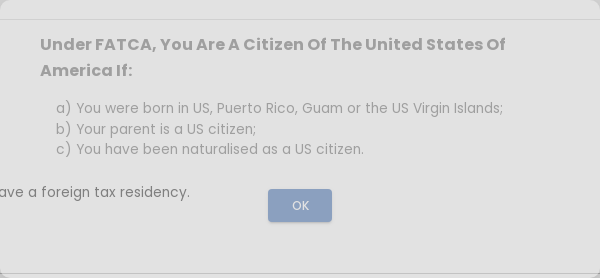 Under FATCA, You Are A Citizen Of The United States Of
America If:
a) You were born in US, Puerto Rico, Guam or the US Virgin Islands;
b) Your parent is a US citizen;
c) You have been naturalised as a US citizen.
ave a foreign tax residency.
OK